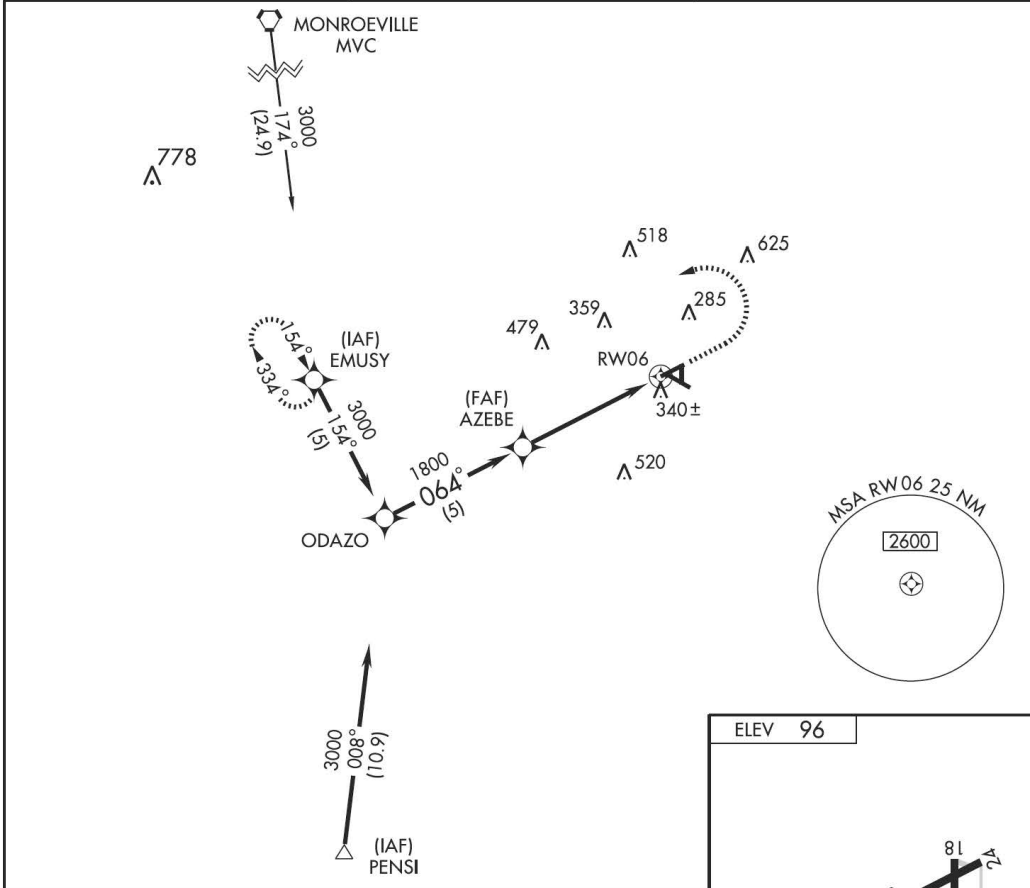 MONROEVILLE
MVC
3000
174°
(24.9)
778
518
625
285
359
479
RW06
340±
(IAF)
EMUSY
154°
334°
3000
154°
(5)
(FAF)
AZEBE
520
1800
064°
(5)
ODAZO
MSA RW 06 25 NM
2600
3000
008°
(10.9)
(IAF)
PENSI
ELEV 96
18
24